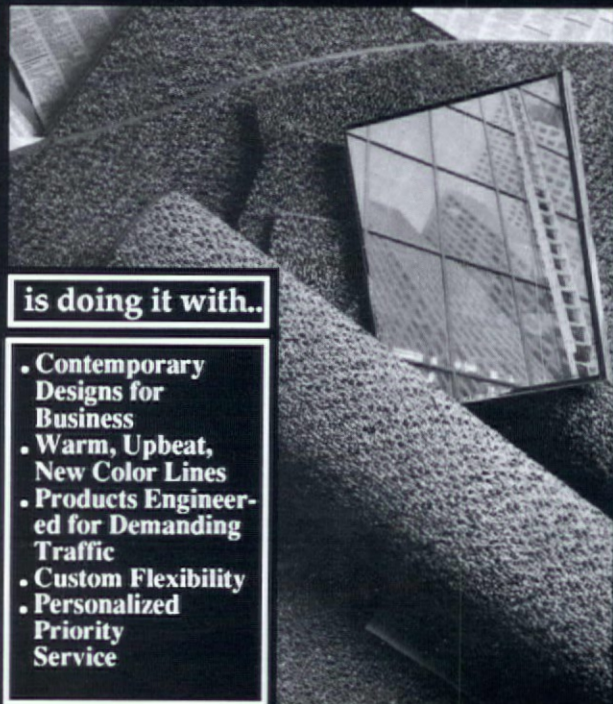 is doing it with..
• Contemporary
Designs for
Business
• Warm, Upbeat,
New Color Lines
• Products Engineer-
ed for Demanding
Traffic
• Custom Flexibility
• Personalized
Priority
Service